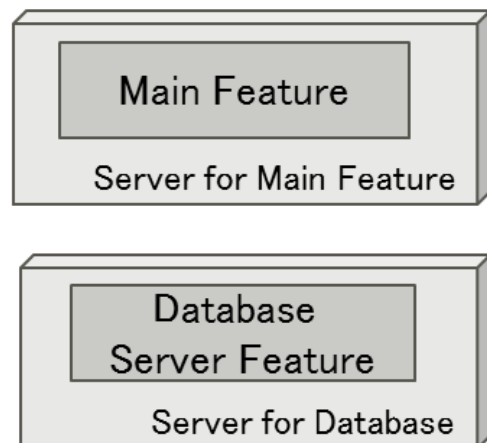 Main Feature
Server for Main Feature
Database
Server Feature
Server for Database